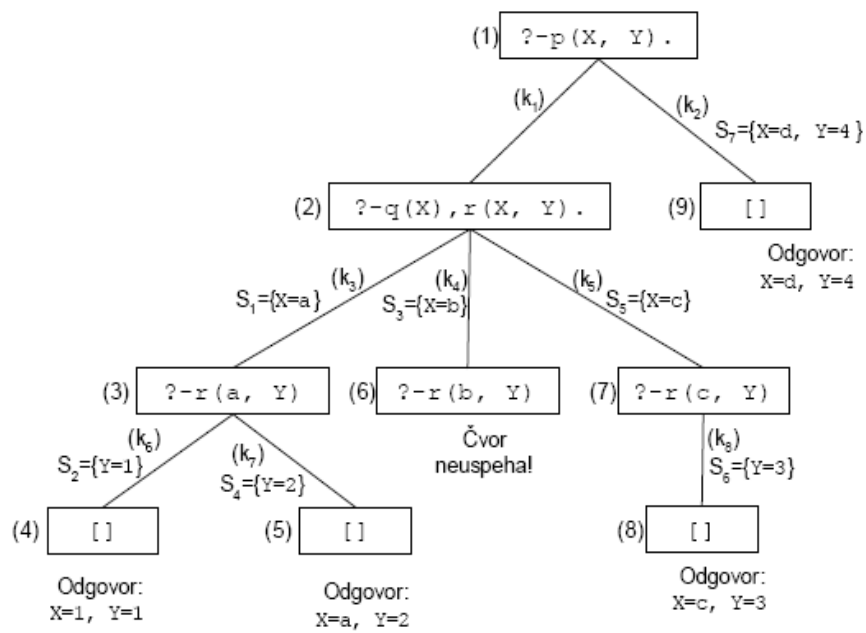 (1) ?-p(X, Y).
(k₁)
(k₂)
S₇={X=d, Y=4}
(2) ?-q(X),r(X, Y).
(9) []
Odgovor:
X=d, Y=4
(k₃)
S₁={X=a}
(k₄)
S₃={X=b}
(k₅)
S₅={X=c}
(3) ?-r(a, Y)
(6) ?-r(b, Y)
(7) ?-r(c, Y)
Čvor
neuspeha!
(k₆)
S₂={Y=1}
(k₇)
S₄={Y=2}
(k₈)
S₆={Y=3}
(4) []
(5) []
(8) []
Odgovor:
X=1, Y=1
Odgovor:
X=a, Y=2
Odgovor:
X=c, Y=3